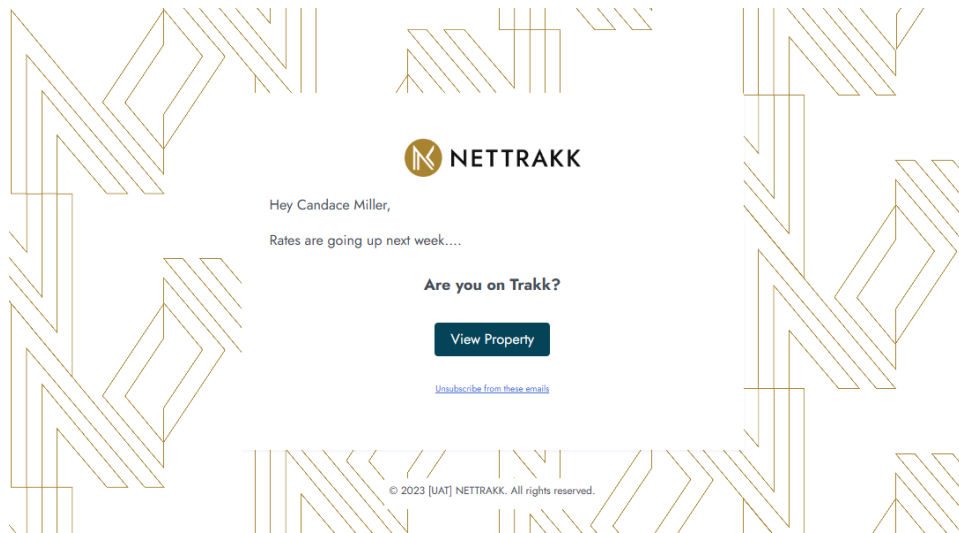 NETTRAKK
Hey Candace Miller,
Rates are going up next week....
Are you on Trakk?
View Property
Unsubscribe from these emails
© 2023 [UAT] NETTRAKK. All rights reserved.